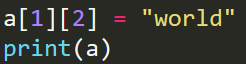 a[1][2] = "world"
print(a)